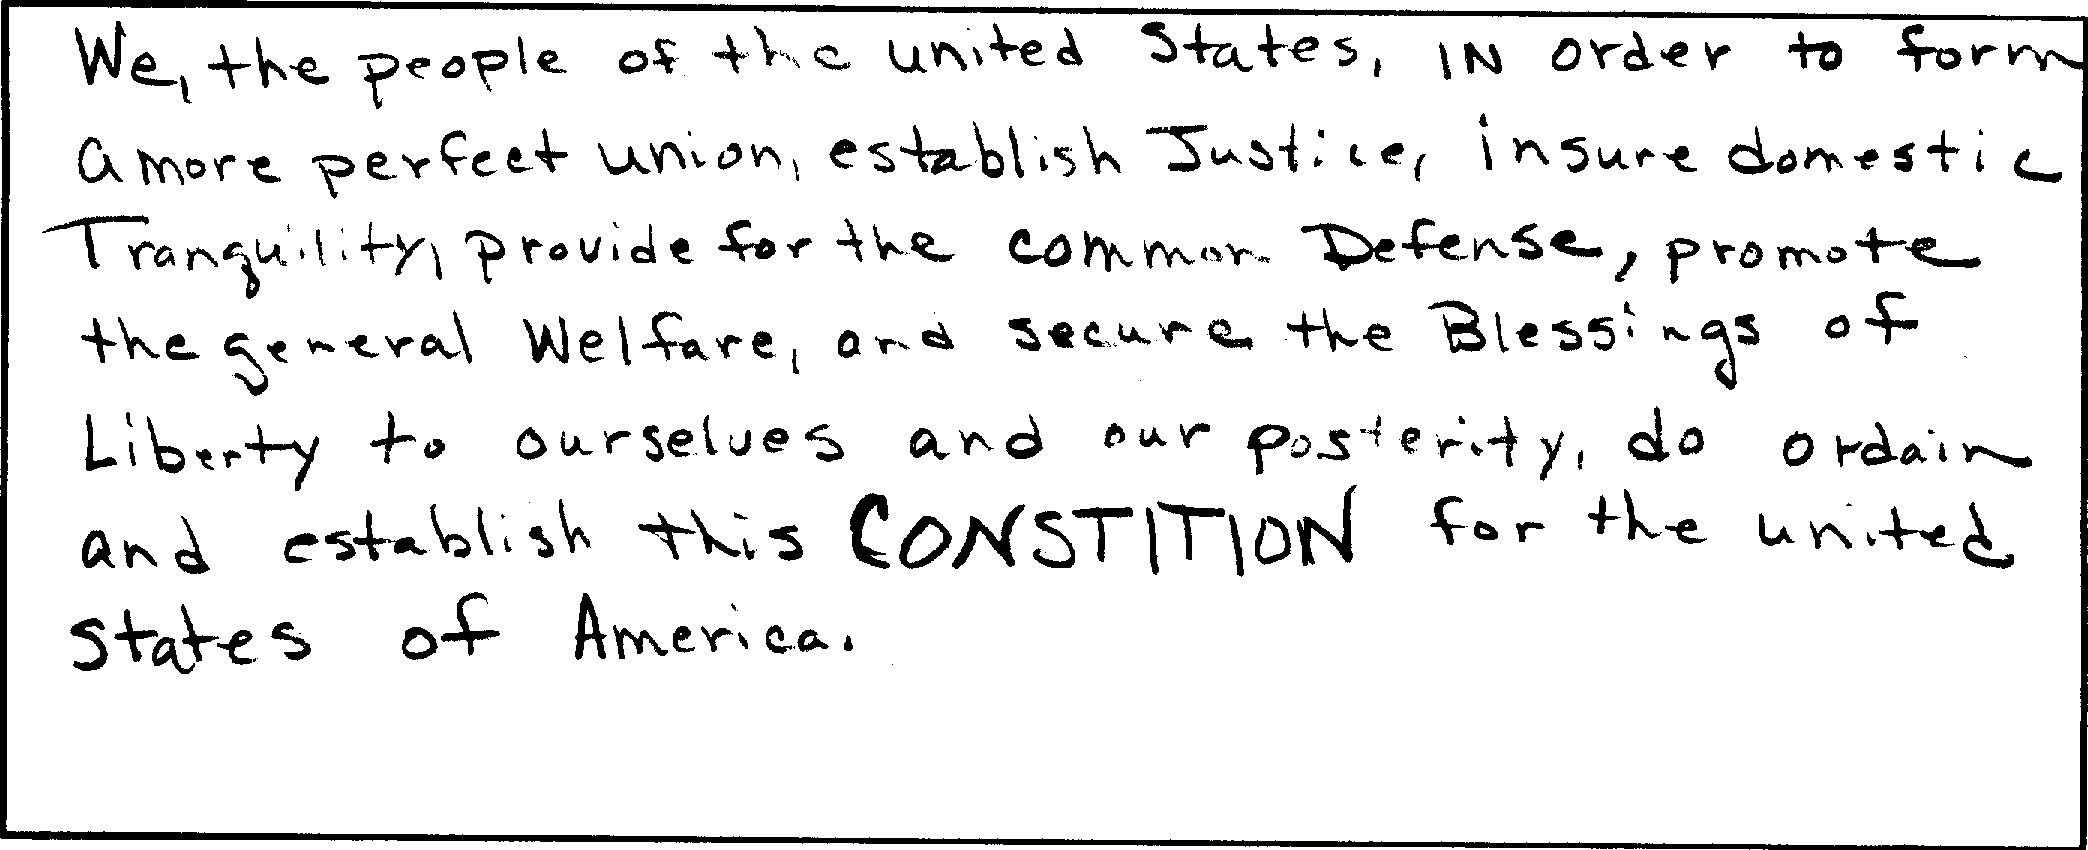 We, the people of the united States, IN order to form
a more perfect union, establish Justice, insure domestic
Tranquility, provide for the common Defense, promote
the general Welfare, and secure the Blessings of
Liberty to ourselves and our posterity, do ordain
and establish this CONSTITION for the united
States of America.